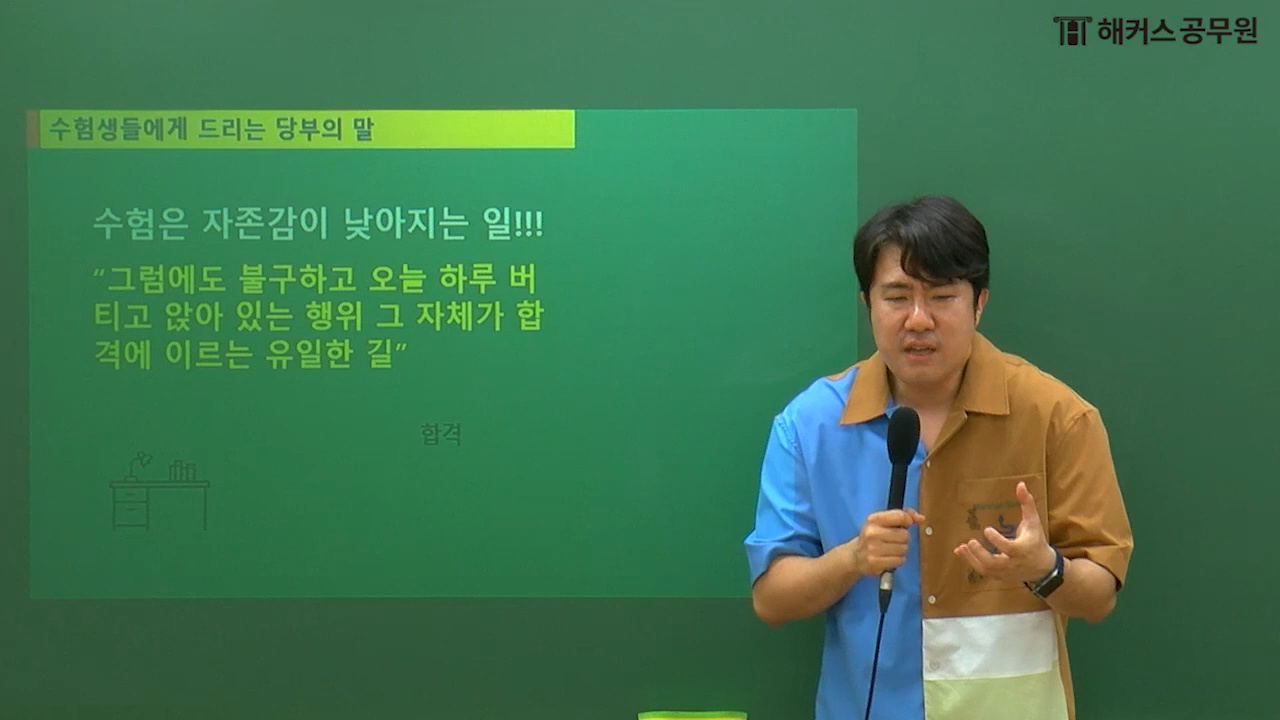 해커스공무원
수험생들에게 드리는 당부의 말
수험은 자존감이 낮아지는 일!!!
“그럼에도 불구하고 오늘 하루 버
티고 앉아 있는 행위 그 자체가 합
격에 이르는 유일한 길”
합격